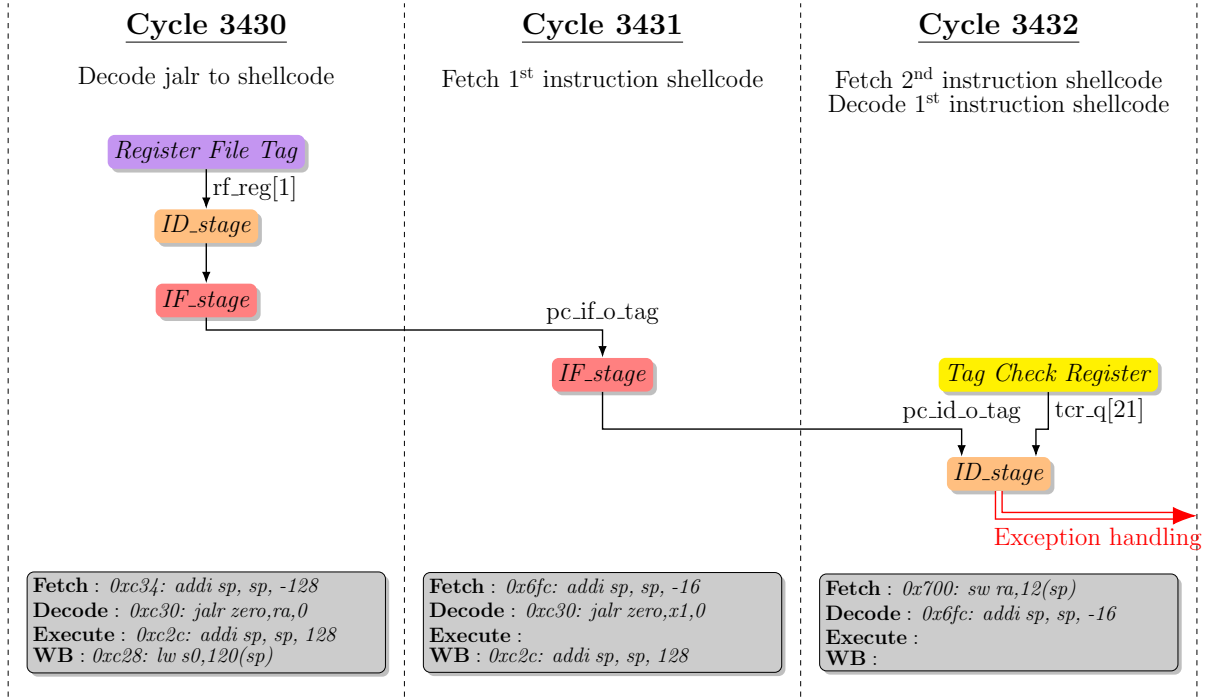 Cycle 3430
Decode jalr to shellcode
Register File Tag
rf_reg[1]
ID_stage
IF_stage
Fetch : 0xc34: addi sp, sp, -128
Decode : 0xc30: jalr zero,ra,0
Execute : 0xc2c: addi sp, sp, 128
WB : 0xc28: lw s0,120(sp)
Cycle 3431
Fetch 1st instruction shellcode
pc_if_o_tag
IF_stage
Fetch : 0x6fc: addi sp, sp, -16
Decode : 0xc30: jalr zero,x1,0
Execute :
WB : 0xc2c: addi sp, sp, 128
Cycle 3432
Fetch 2nd instruction shellcode
Decode 1st instruction shellcode
Tag Check Register
pc_id_o_tag
tcr_q[21]
ID_stage
Exception handling
Fetch : 0x700: sw ra,12(sp)
Decode : 0x6fc: addi sp, sp, -16
Execute :
WB :